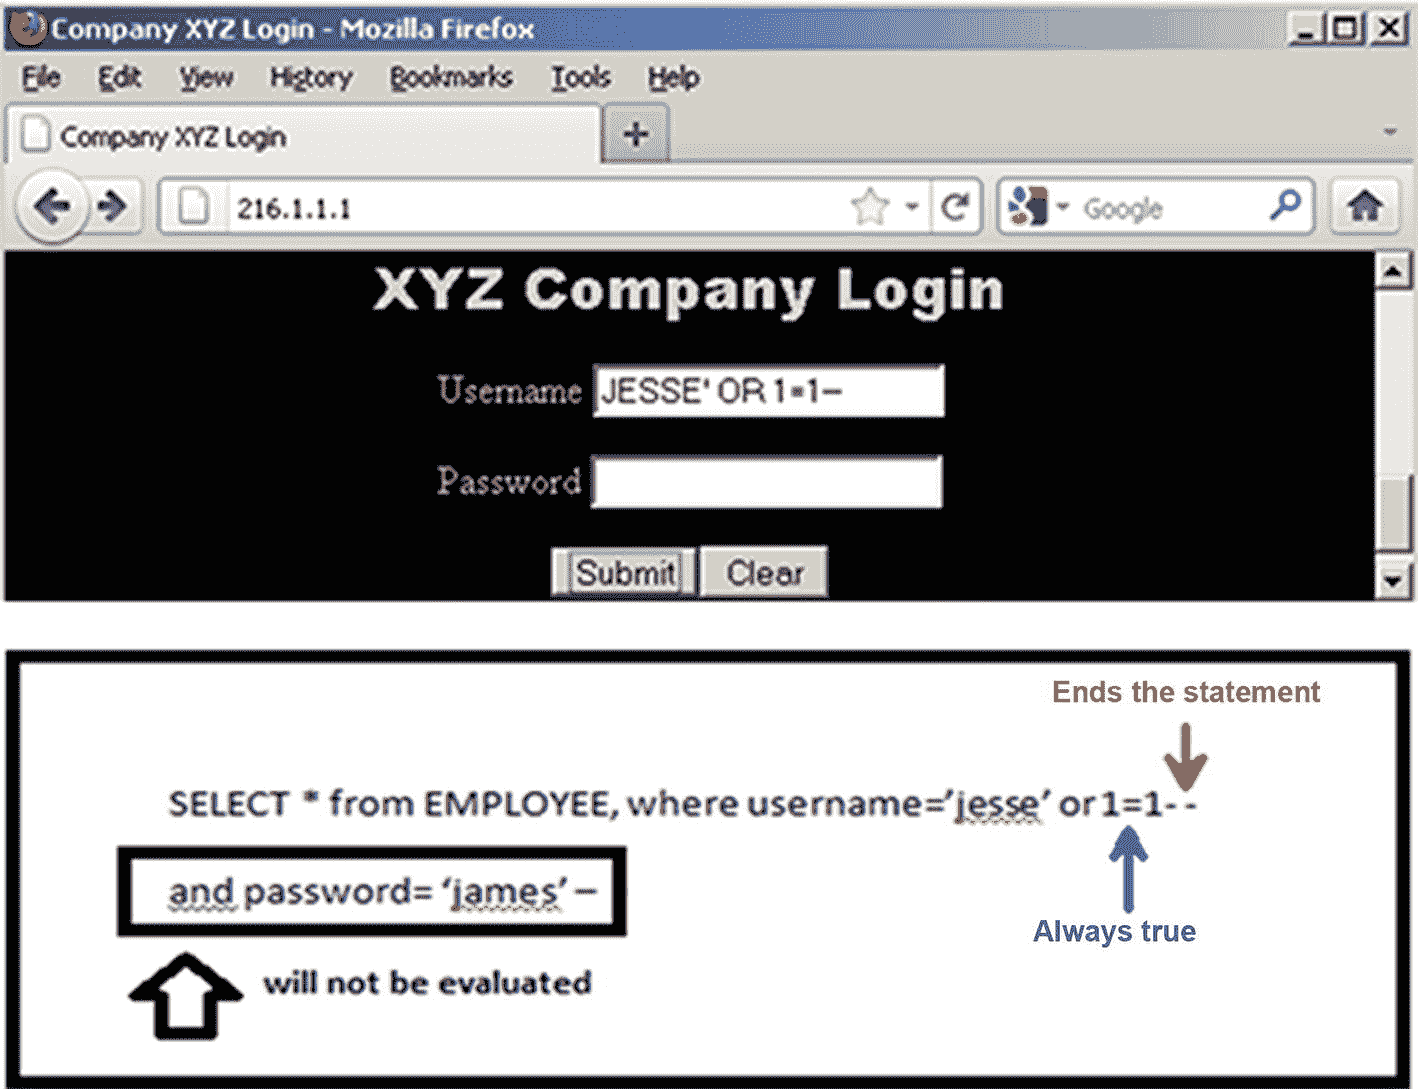 Company XYZ Login - Mozilla Firefox
File Edit View History Bookmarks Tools Help
Company XYZ Login
216.1.1.1 Google
XYZ Company Login
Username JESSE' OR 1=1--
Password
Submit Clear
Ends the statement
SELECT * from EMPLOYEE, where username='jesse' or 1=1- -
and password= 'james' –
Always true
will not be evaluated